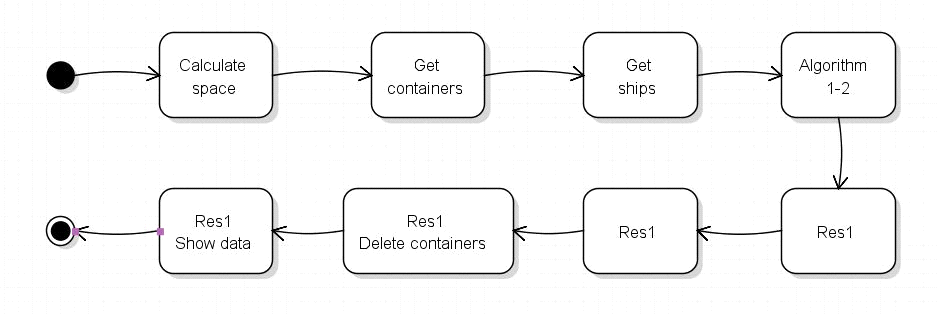 Calculate
space
Get
containers
Get
ships
Algorithm
1-2
Res1
Show data
Res1
Delete containers
Res1
Res1